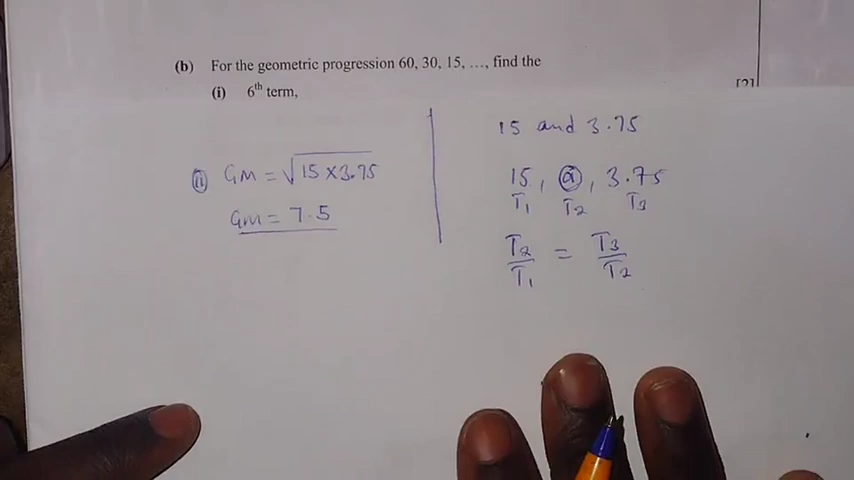 (b) For the geometric progression 60, 30, 15, ..., find the
(i) 6th term,
[2]
(ii) GM = √15 × 3.75
GM = 7.5
15 and 3.75
15, a, 3.75
T1 T2 T3
T2/T1 = T3/T2